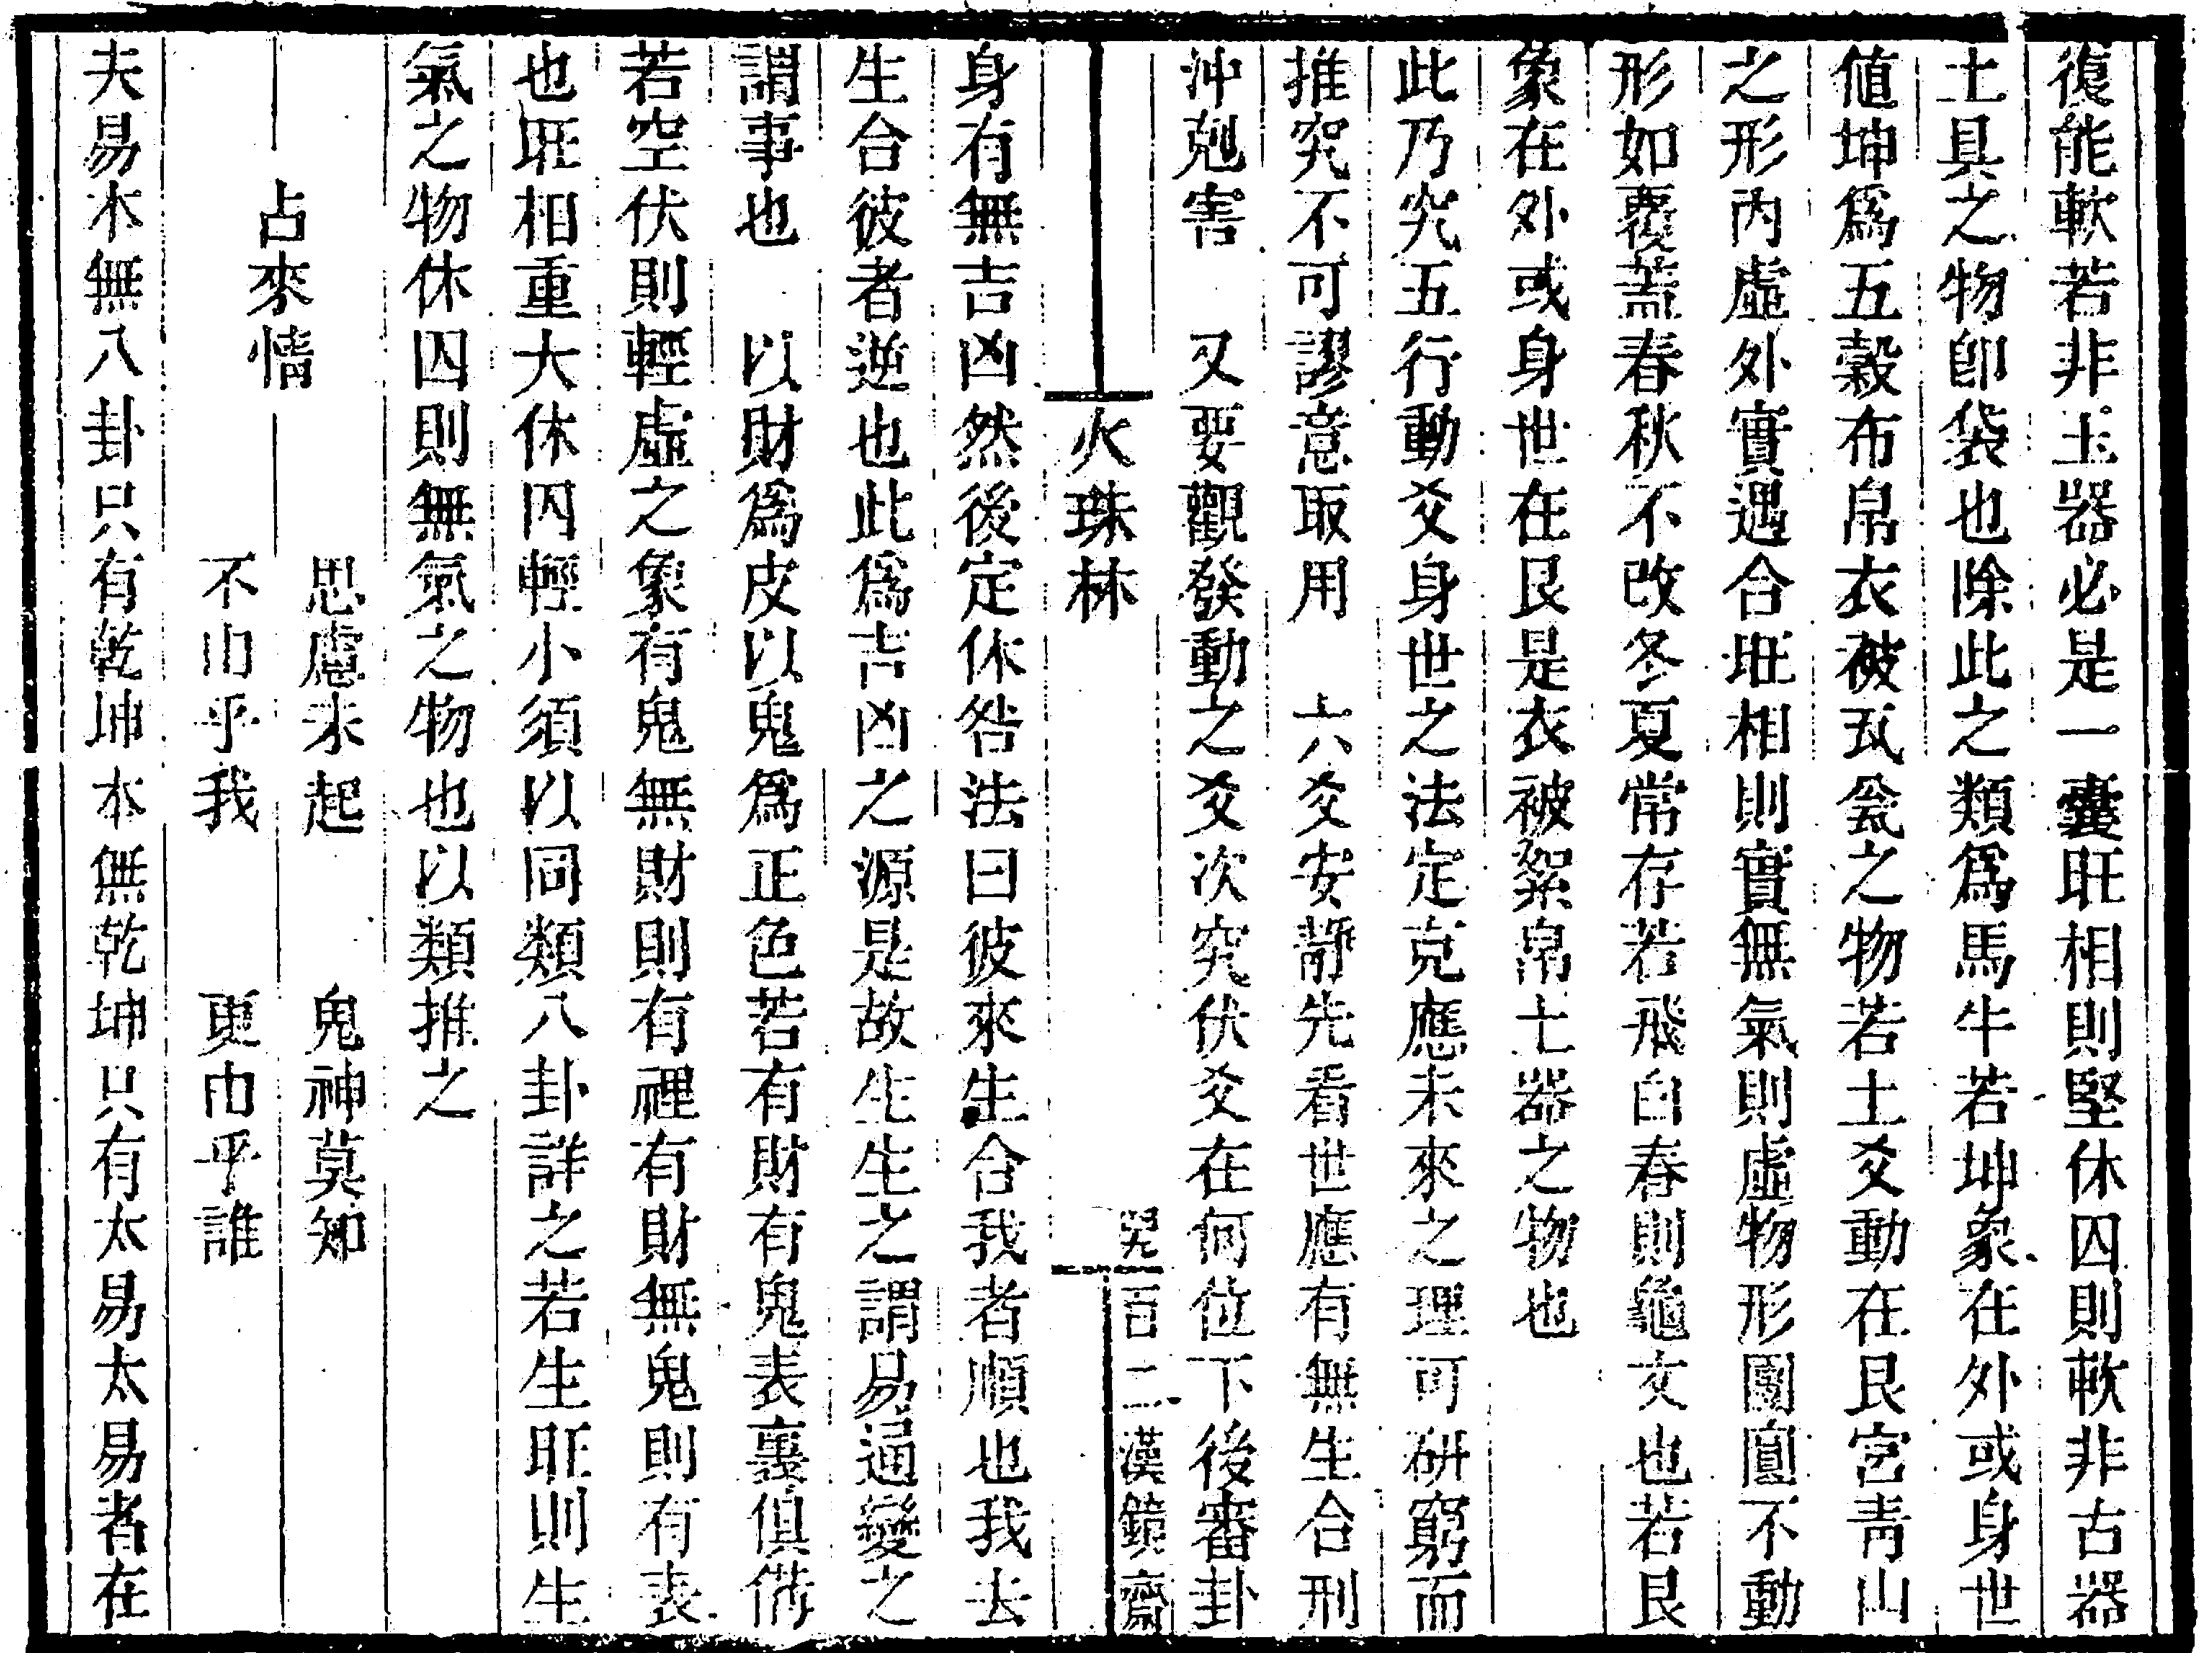 復能軟若非玉器必是一囊旺相則堅休囚則軟非古器
土具之物卽袋也除此之類爲馬牛若坤象在外或身世
値坤爲五穀布帛衣被瓦瓮之物若土爻動在艮宮靑山
之形內虛外實遇合旺相則實無氣則虛物形團圓不動
形如覆蓋春秋不改冬夏常存若飛白春則龜文也若艮
象在外或身世在艮是衣被絮帛土器之物也
此乃究五行動爻身世之法定克應未來之理可研窮而
推究不可謬意取用 六爻安靜先看世應有無生合刑
沖剋害 又要觀發動之爻次究伏爻在何位下後審卦
火珠林 百二漢鏡齋
身有無吉凶然後定休咎法曰彼來生合我者順也我去
生合彼者逆也此爲吉凶之源是故生生之謂易通變之
謂事也 以財爲皮以鬼爲正色若有財有鬼表裏俱備
若空伏則輕虛之象有鬼無財則有裡有財無鬼則有表
也旺相重大休囚輕小須以同類八卦詳之若生旺則生
氣之物休囚則無氣之物也以類推之
占來情
思慮未起 鬼神莫知
不由乎我 更由乎誰
夫易本無八卦只有乾坤本無乾坤只有太易太易者在